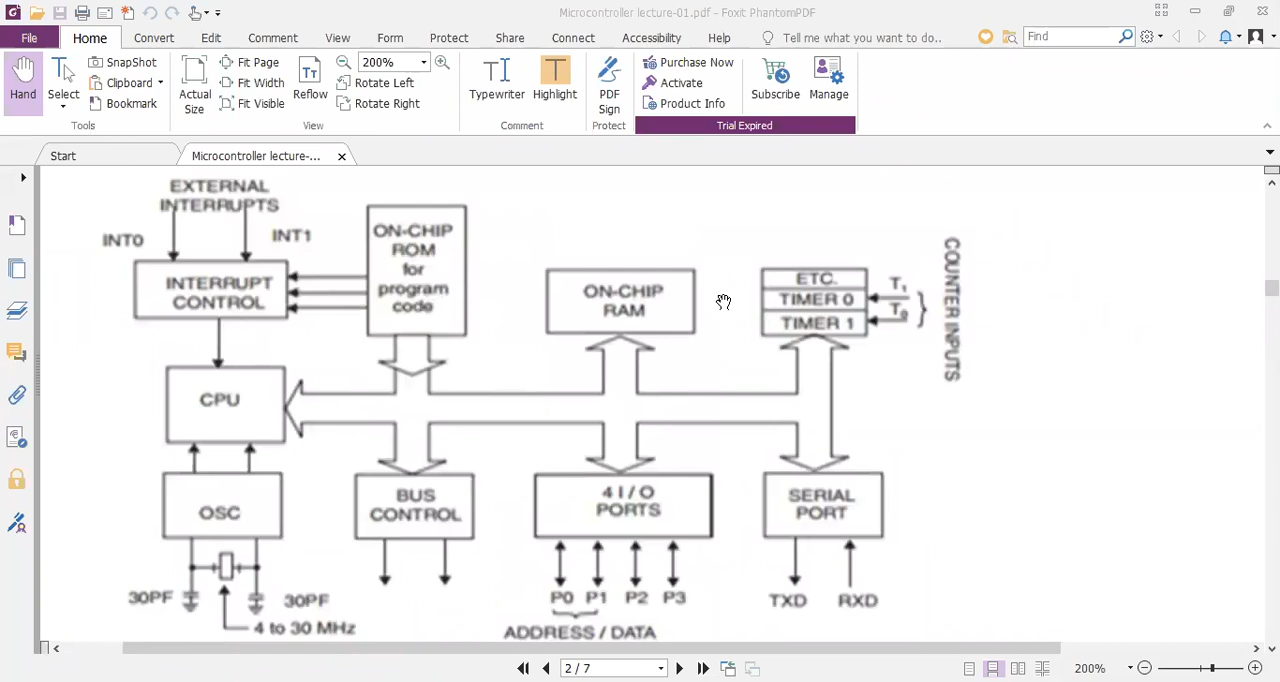 Microcontroller lecture-01.pdf - Foxit PhantomPDF
File Home Convert Edit Comment View Form Protect Share Connect Accessibility Help Tell me what you want to do.. Find
Hand
Select
SnapShot
Clipboard
Bookmark
Tools
Actual
Size
Fit Page
Fit Width
Fit Visible
Reflow
200%
Rotate Left
Rotate Right
View
Typewriter
Highlight
Comment
PDF
Sign
Protect
Purchase Now
Activate
Product Info
Subscribe
Manage
Trial Expired
Start
Microcontroller lecture-...
EXTERNAL
INTERRUPTS
INT0
INT1
INTERRUPT
CONTROL
ON-CHIP
ROM
for
program
code
ON-CHIP
RAM
ETC.
TIMER 0
TIMER 1
T1
T0
COUNTER INPUTS
CPU
OSC
BUS
CONTROL
4 I / O
PORTS
SERIAL
PORT
30PF
30PF
4 to 30 MHz
P0 P1 P2 P3
ADDRESS / DATA
TXD RXD
2 / 7
200%